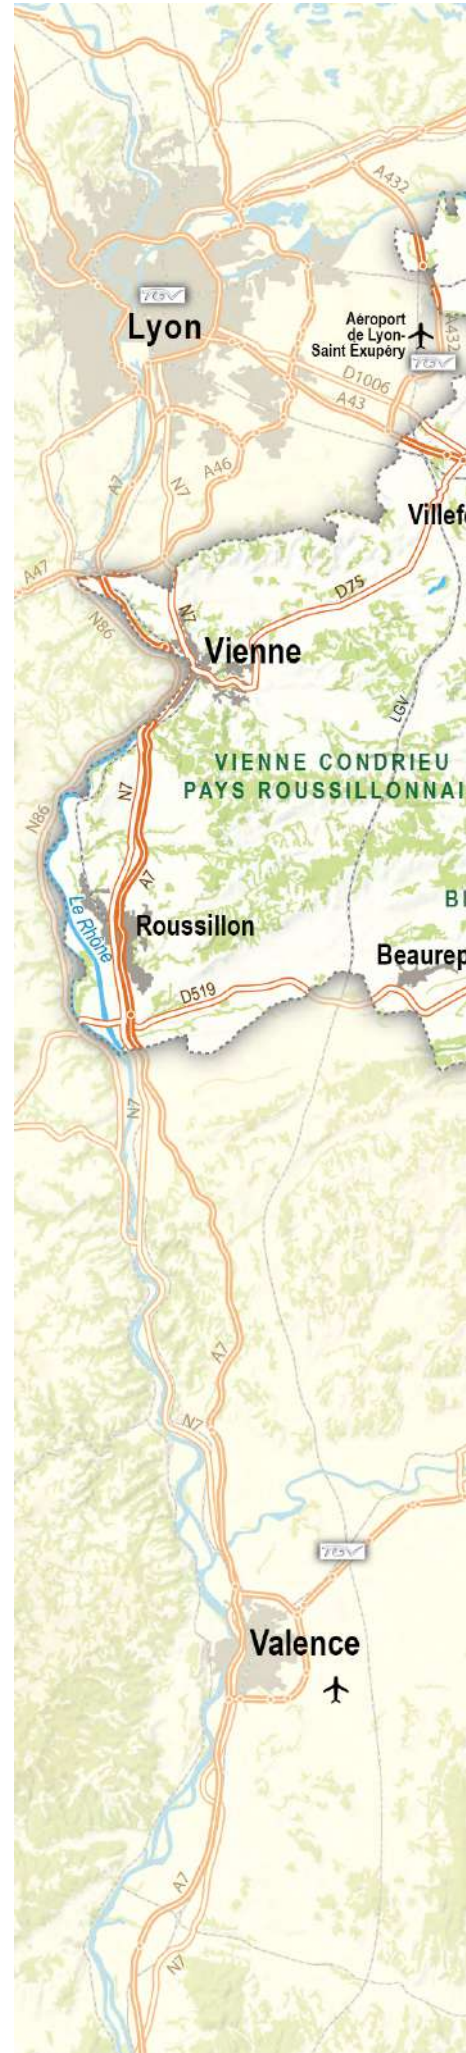 A432
TGV
Lyon
Aéroport
de Lyon-
Saint Exupéry
A432
TGV
D1006
A43
A46
A7
N7
Villef
A47
D75
N86
N7
Vienne
LGV
VIENNE CONDRIEU
PAYS ROUSSILLONNAI
N7
N86
A7
BI
Le Rhône
Roussillon
Beaurep
D519
N7
A7
N7
TGV
Valence
A7
N7